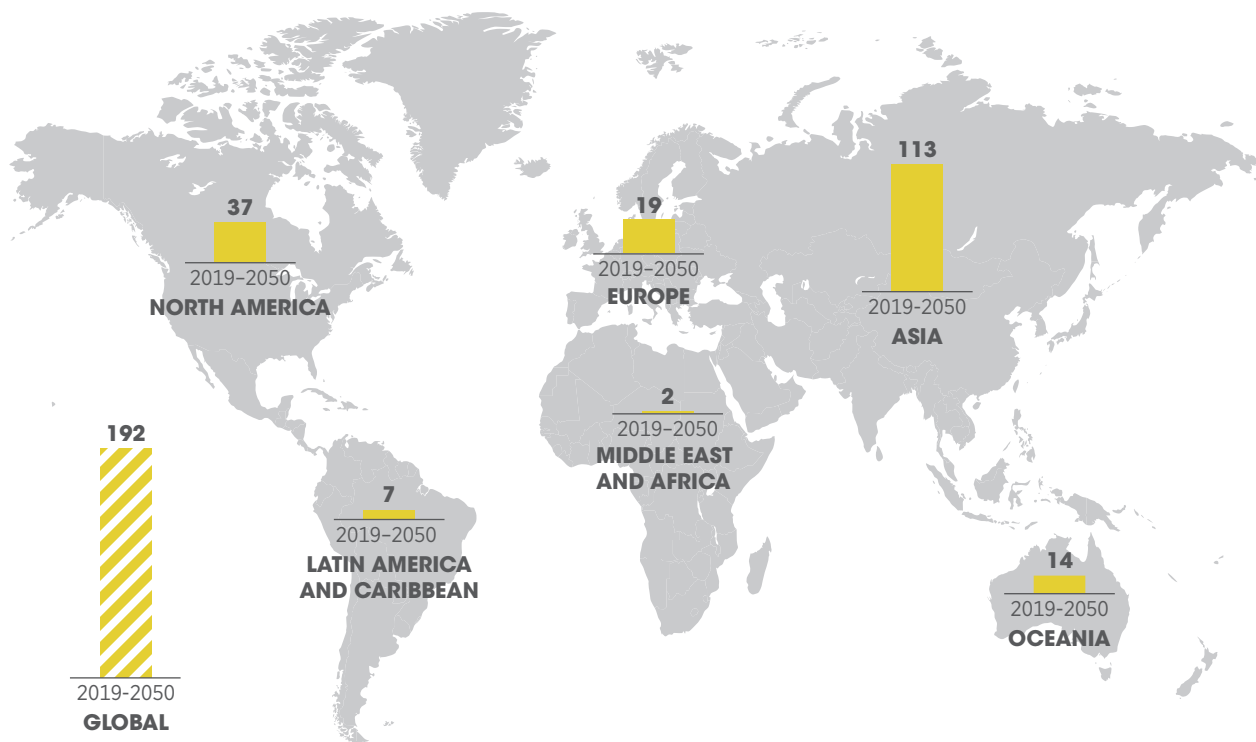 37
2019–2050
NORTH AMERICA
19
2019–2050
EUROPE
113
2019–2050
ASIA
192
2019-2050
GLOBAL
7
2019–2050
LATIN AMERICA
AND CARIBBEAN
2
2019–2050
MIDDLE EAST
AND AFRICA
14
2019–2050
OCEANIA